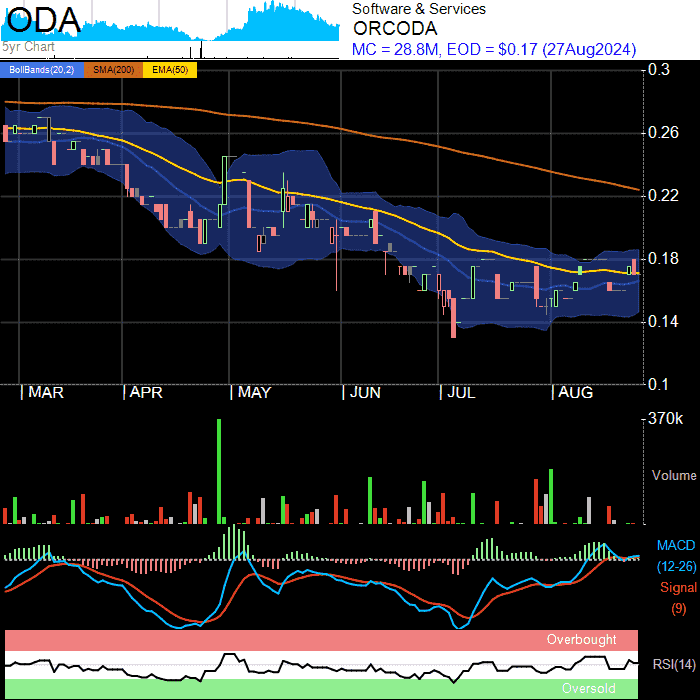 ODA
5yr Chart
Software & Services
ORCODA
MC = 28.8M, EOD = $0.17 (27Aug2024)
BollBands(20,2) SMA(200) EMA(50)
0.3
0.26
0.22
0.18
0.14
0.1
MAR APR MAY JUN JUL AUG
370k
Volume
MACD
(12-26)
Signal
(9)
Overbought
RSI(14)
Oversold